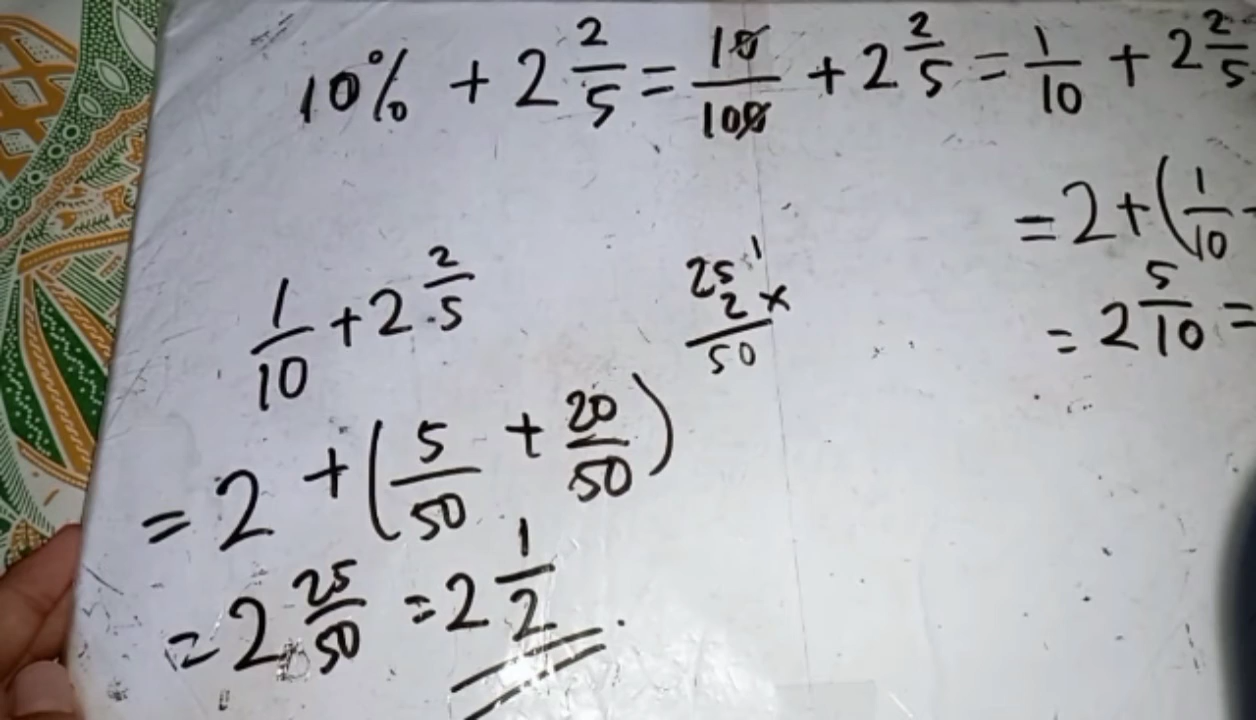 10% + 2 2/5 = 10/100 + 2 2/5 = 1/10 + 2 2/5
= 2 + (1/10
= 2 5/10 =
1/10 + 2 2/5
25 1
2 x
50
= 2 + (5/50 + 20/50)
= 2 25/50 = 2 1/2.